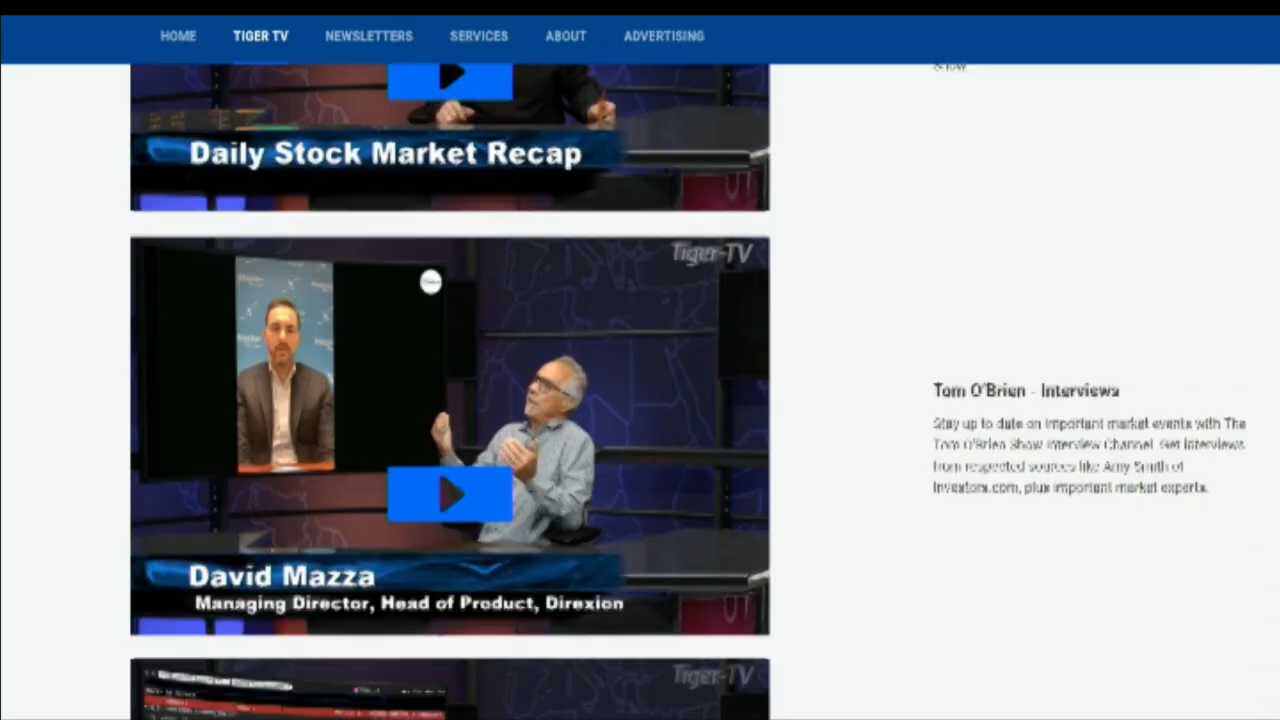 HOME TIGER TV NEWSLETTERS SERVICES ABOUT ADVERTISING
Show
Daily Stock Market Recap
Tiger-TV
Tom O'Brien - Interviews
Stay up to date on important market events with The
Tom O'Brien Show Interview Channel. Get interviews
from respected sources like Amy Smith of
Investors.com, plus important market experts.
David Mazza
Managing Director, Head of Product, Direxion
Tiger-TV